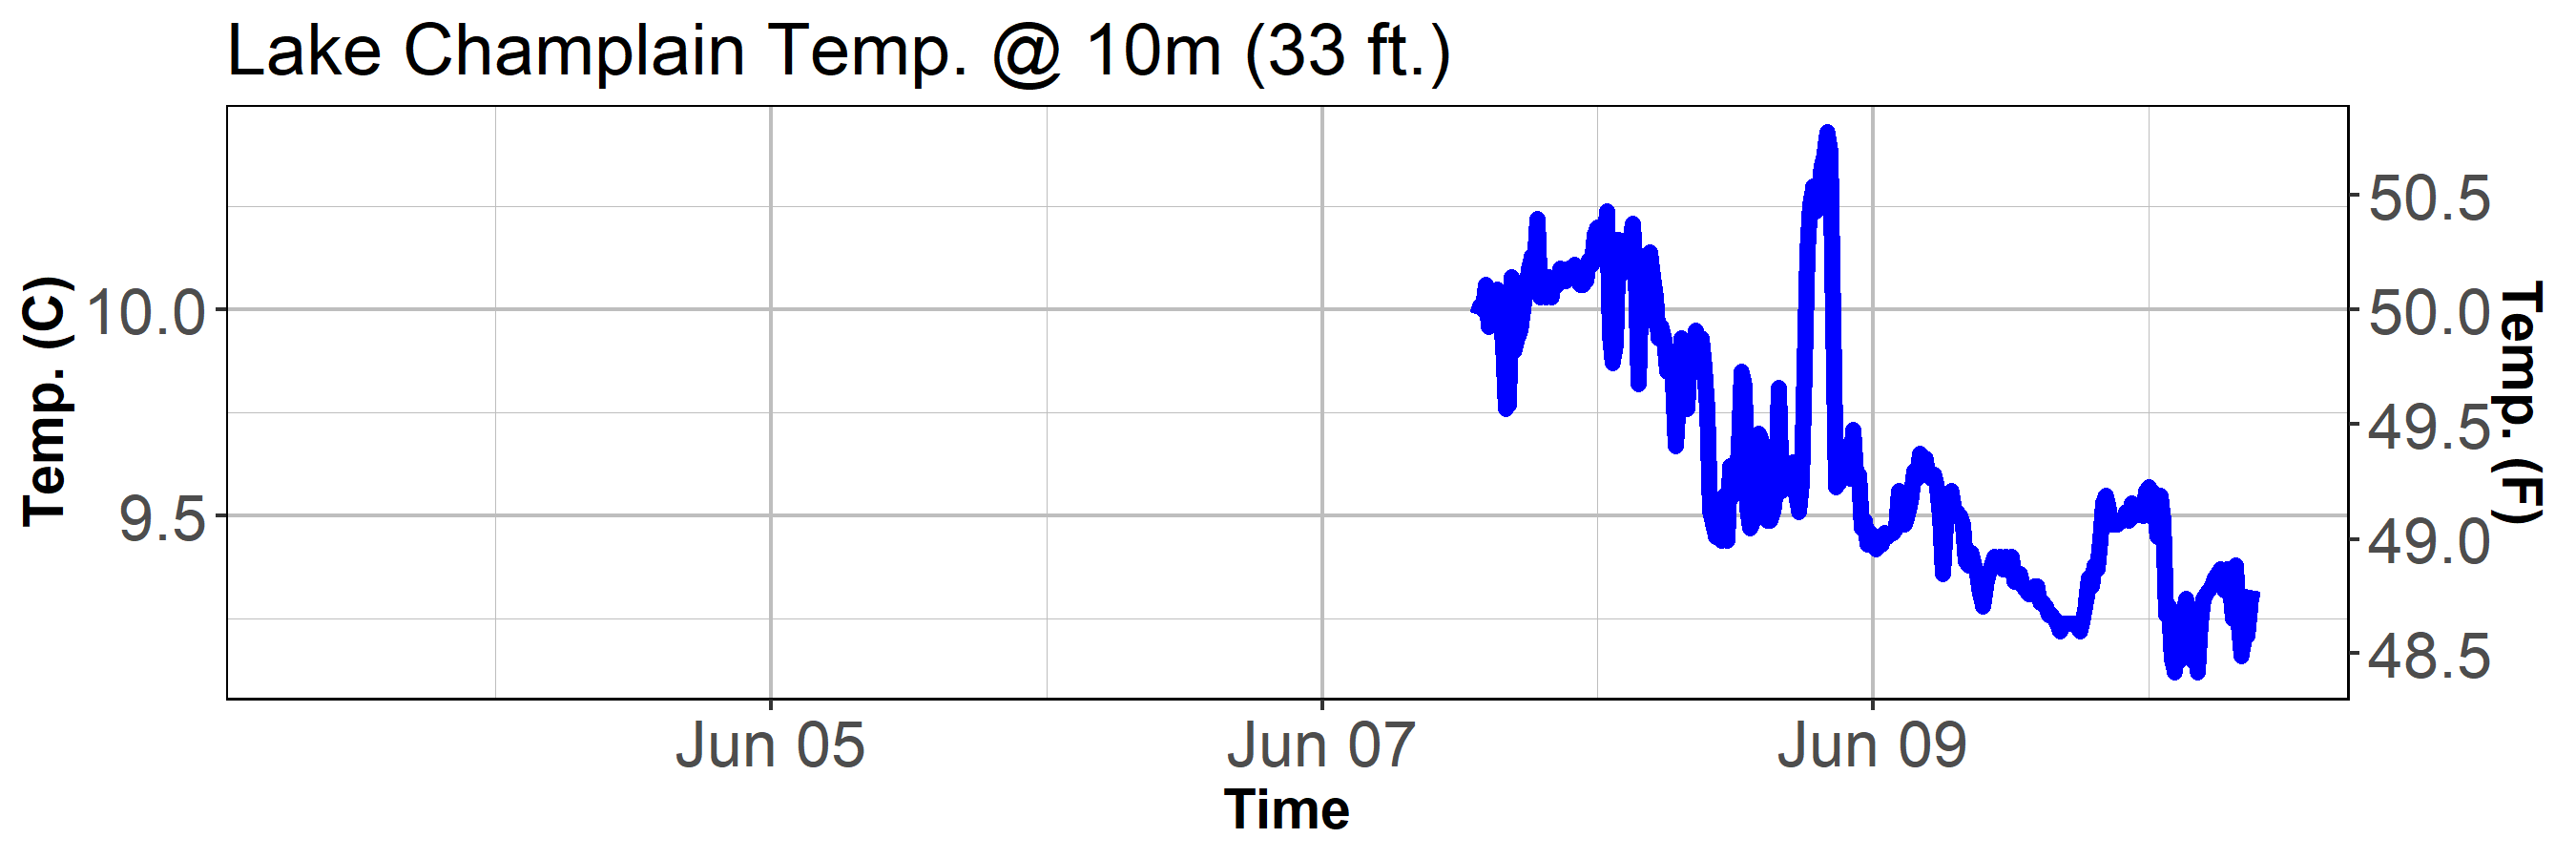 Lake Champlain Temp. @ 10m (33 ft.)
Temp. (C)
10.0
9.5
50.5
50.0
49.5
49.0
48.5
Temp. (F)
Jun 05
Jun 07
Jun 09
Time